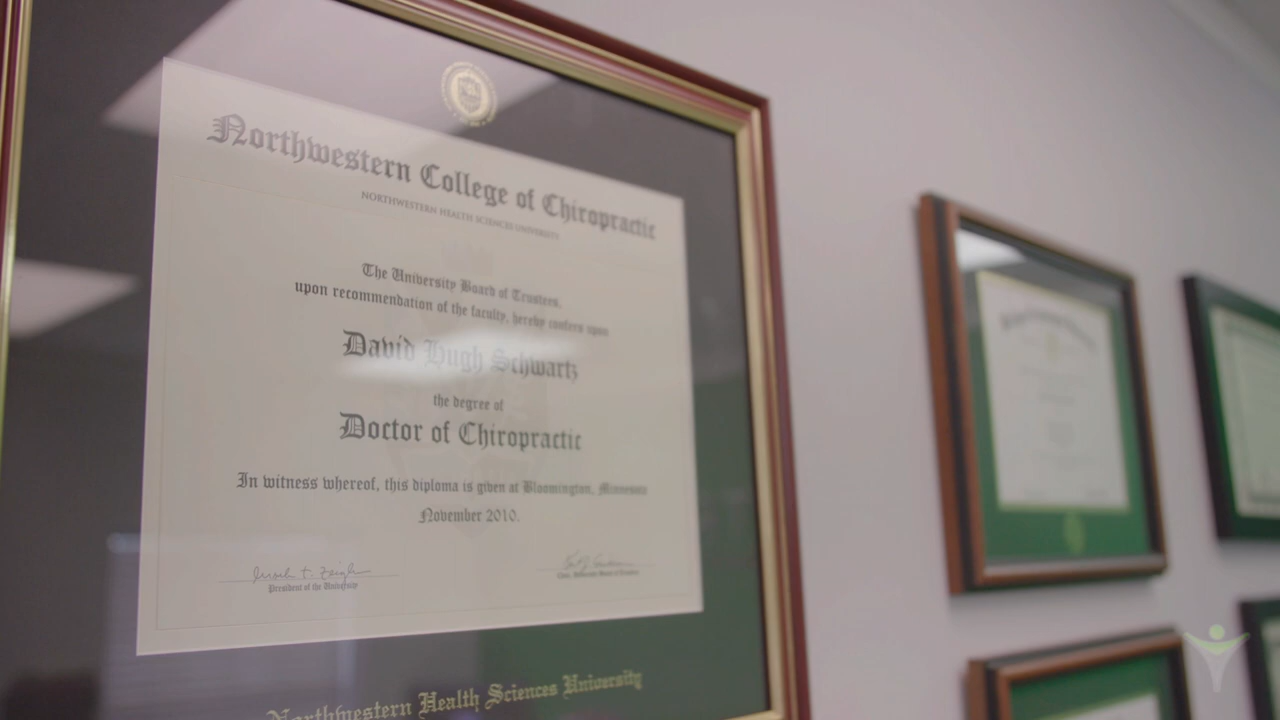 Northwestern College of Chiropractic
NORTHWESTERN HEALTH SCIENCES UNIVERSITY
The University Board of Trustees,
upon recommendation of the faculty, hereby confers upon
David Hugh Schwartz
the degree of
Doctor of Chiropractic
In witness whereof, this diploma is given at Bloomington, Minnesota
November 2010.
President of the University
Northwestern Health Sciences University